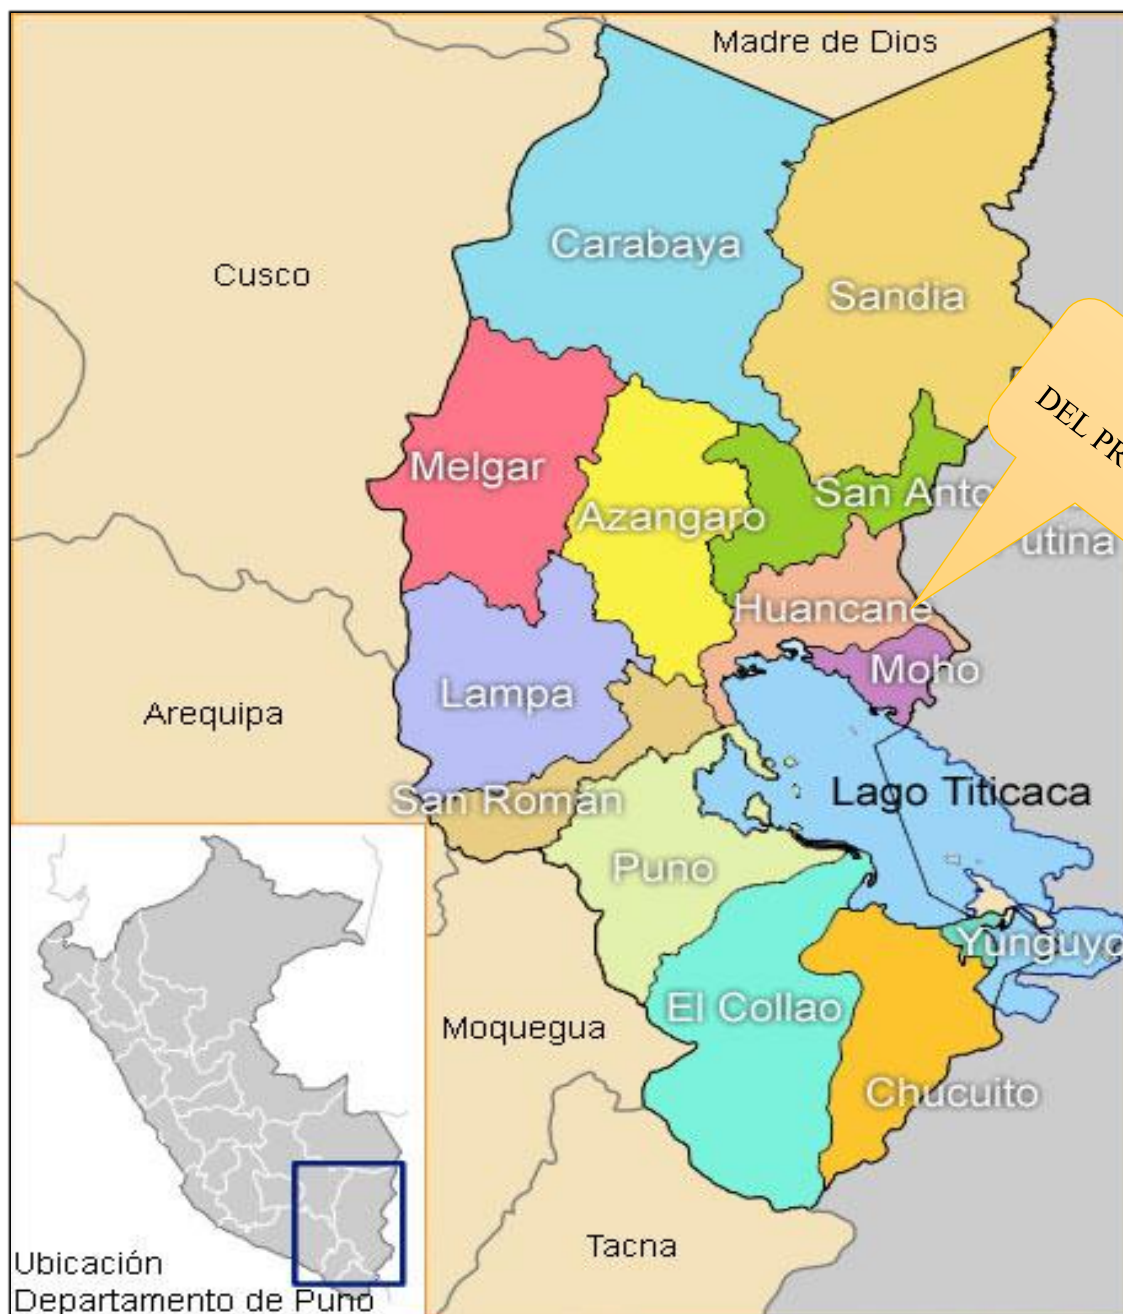 Madre de Dios
Carabaya
Cusco
Sandia
DEL PR
Melgar
San Anto
Azangaro
utina
Huancane
Moho
Lampa
Arequipa
Lago Titicaca
San Román
Puno
Yunguyo
El Collao
Moquegua
Chucuito
Tacna
Ubicación
Departamento de Puno